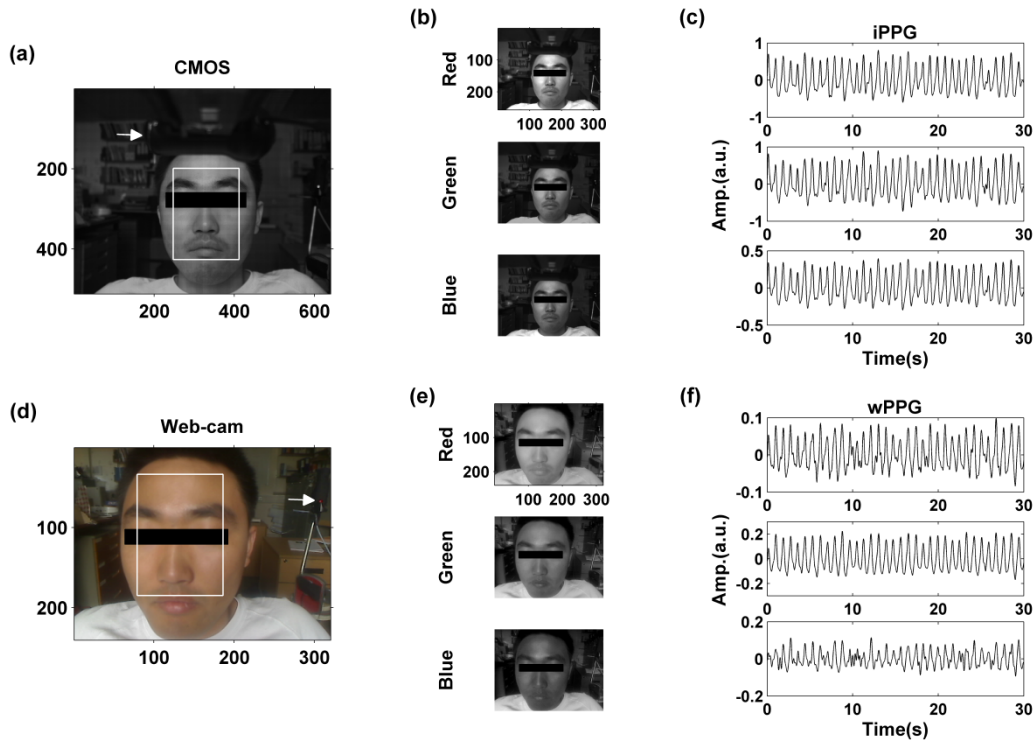 (a)
CMOS
200
400
200 400 600
(b)
Red
100
200
100 200 300
Green
Blue
(c)
iPPG
1
0
-1
0 10 20 30
1
0
-1
0 10 20 30
0.5
0
-0.5
0 10 20 30
Amp.(a.u.)
Time(s)
(d)
Web-cam
100
200
100 200 300
(e)
Red
100
200
100 200 300
Green
Blue
(f)
wPPG
0.1
0
-0.1
0 10 20 30
0.2
0
-0.2
0 10 20 30
0.2
0
-0.2
0 10 20 30
Amp.(a.u.)
Time(s)